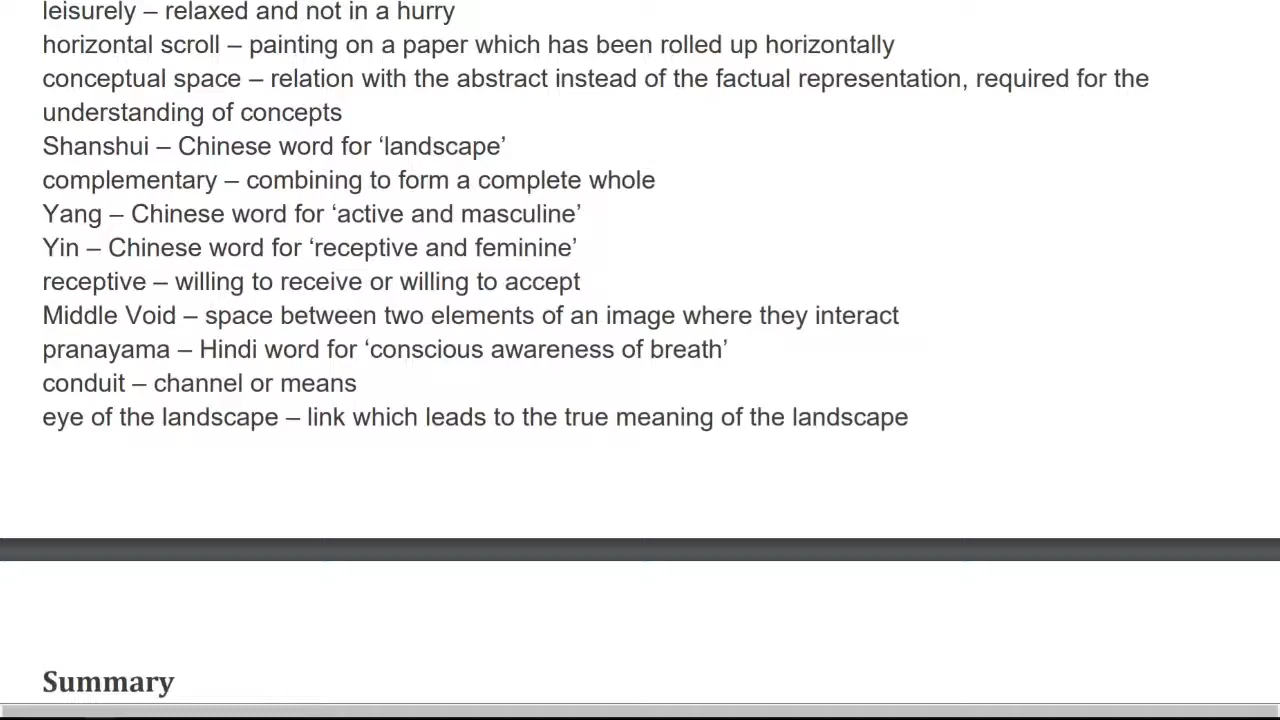 leisurely – relaxed and not in a hurry
horizontal scroll – painting on a paper which has been rolled up horizontally
conceptual space – relation with the abstract instead of the factual representation, required for the
understanding of concepts
Shanshui – Chinese word for ‘landscape’
complementary – combining to form a complete whole
Yang – Chinese word for ‘active and masculine’
Yin – Chinese word for ‘receptive and feminine’
receptive – willing to receive or willing to accept
Middle Void – space between two elements of an image where they interact
pranayama – Hindi word for ‘conscious awareness of breath’
conduit – channel or means
eye of the landscape – link which leads to the true meaning of the landscape
Summary